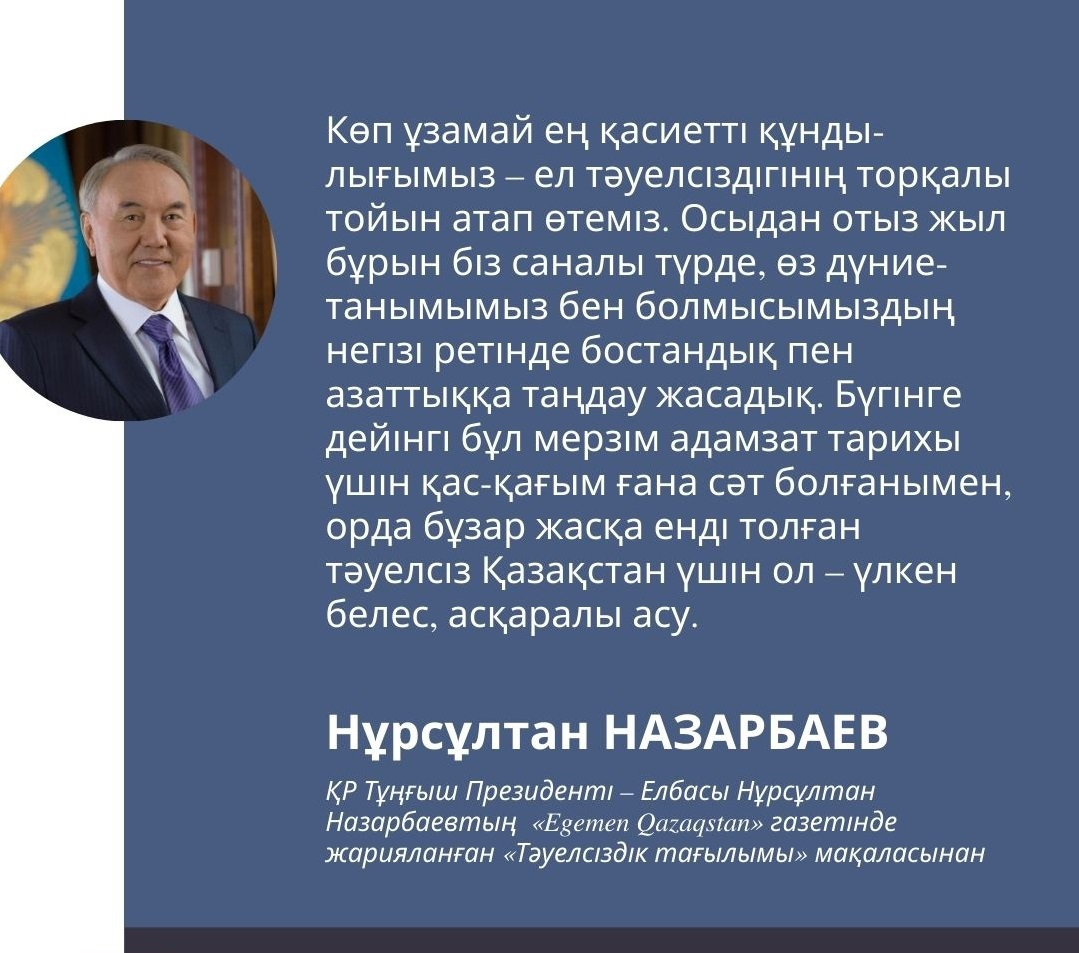 Көп ұзамай ең қасиетті құнды-
лығымыз – ел тәуелсіздігінің торқалы
тойын атап өтеміз. Осыдан отыз жыл
бұрын біз саналы түрде, өз дүние-
танымымыз бен болмысымыздың
негізі ретінде бостандық пен
азаттыққа таңдау жасадық. Бүгінге
дейінгі бұл мерзім адамзат тарихы
үшін қас-қағым ғана сәт болғанымен,
орда бұзар жасқа енді толған
тәуелсіз Қазақстан үшін ол – үлкен
белес, асқаралы асу.
Нұрсұлтан НАЗАРБАЕВ
ҚР Тұңғыш Президенті – Елбасы Нұрсұлтан
Назарбаевтың «Egemen Qazaqstan» газетінде
жарияланған «Тәуелсіздік тағылымы» мақаласынан